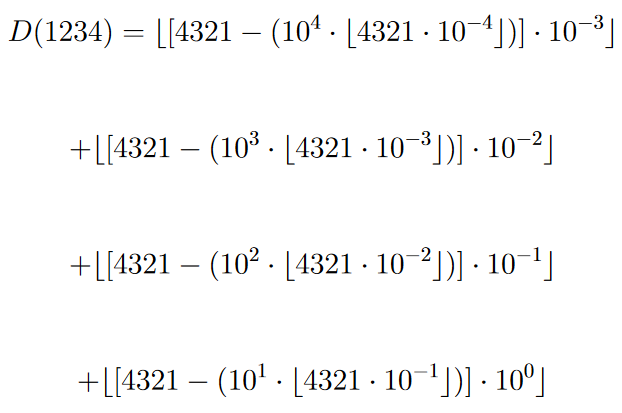 D(1234) = ⌊[4321 − (10⁴ · ⌊4321 · 10⁻⁴⌋)] · 10⁻³⌋
+⌊[4321 − (10³ · ⌊4321 · 10⁻³⌋)] · 10⁻²⌋
+⌊[4321 − (10² · ⌊4321 · 10⁻²⌋)] · 10⁻¹⌋
+⌊[4321 − (10¹ · ⌊4321 · 10⁻¹⌋)] · 10⁰⌋